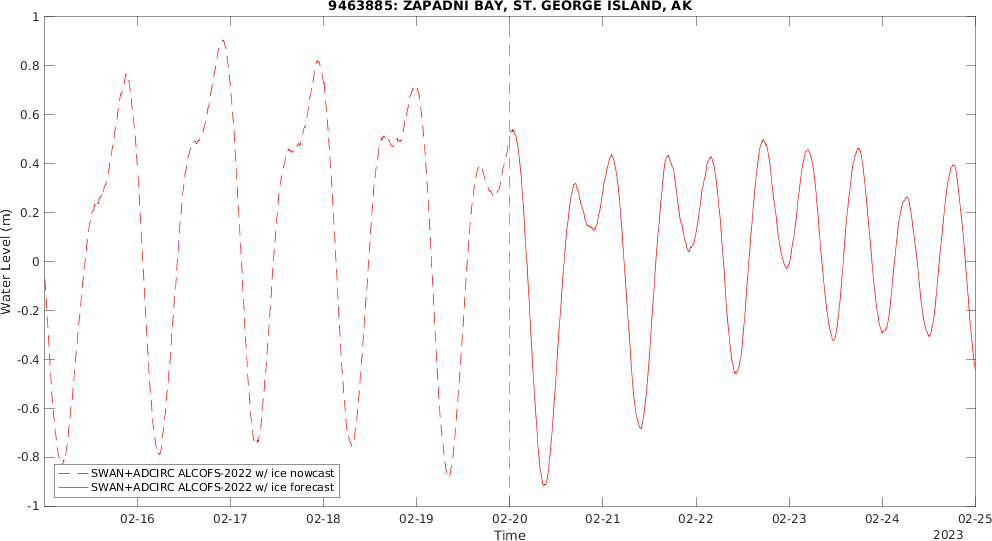 9463885: ZAPADNI BAY, ST. GEORGE ISLAND, AK
1
0.8
0.6
0.4
0.2
0
-0.2
-0.4
-0.6
-0.8
-1
Water Level (m)
SWAN+ADCIRC ALCOFS-2022 w/ ice nowcast
SWAN+ADCIRC ALCOFS-2022 w/ ice forecast
02-16 02-17 02-18 02-19 02-20 02-21 02-22 02-23 02-24 02-25
Time
2023